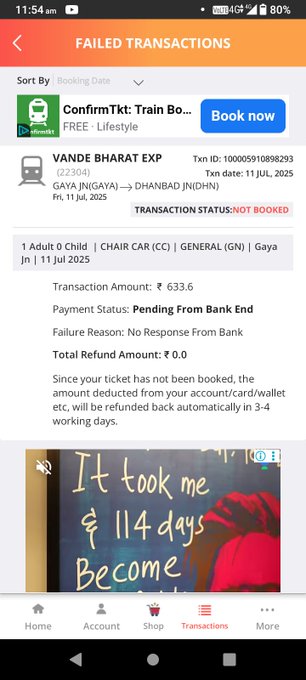 11:54 am
VoLTE 4G 4G 80%
FAILED TRANSACTIONS
Sort By Booking Date
ConfirmTkt: Train Bo...
FREE · Lifestyle
Book now
nfirmtkt
VANDE BHARAT EXP
Txn ID: 100005910898293
(22304)
Txn date: 11 JUL, 2025
GAYA JN(GAYA) → DHANBAD JN(DHN)
Fri, 11 Jul, 2025
TRANSACTION STATUS:NOT BOOKED
1 Adult 0 Child | CHAIR CAR (CC) | GENERAL (GN) | Gaya
Jn | 11 Jul 2025
Transaction Amount: ₹ 633.6
Payment Status: Pending From Bank End
Failure Reason: No Response From Bank
Total Refund Amount: ₹ 0.0
Since your ticket has not been booked, the
amount deducted from your account/card/wallet
etc, will be refunded back automatically in 3-4
working days.
It took me
& 114 days
Become
Home
Account
Shop
Transactions
More